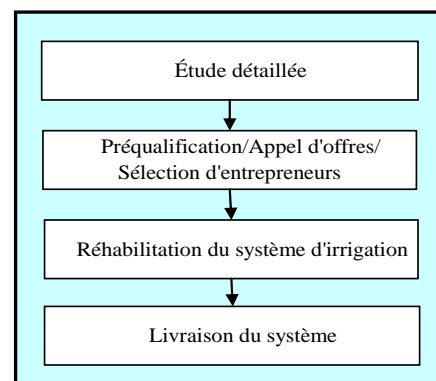 Étude détaillée
Préqualification/Appel d'offres/
Sélection d'entrepreneurs
Réhabilitation du système d'irrigation
Livraison du système